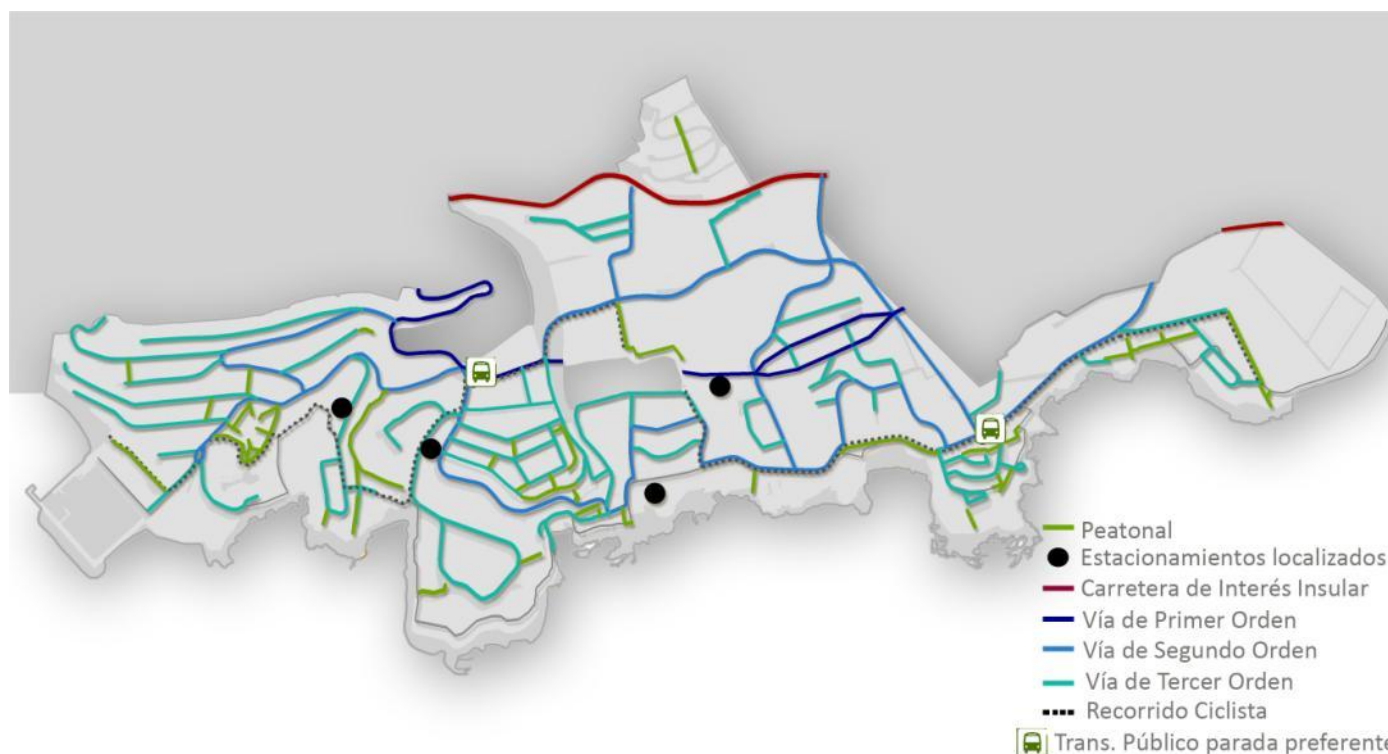 Peatonal
Estacionamientos localizados
Carretera de Interés Insular
Vía de Primer Orden
Vía de Segundo Orden
Vía de Tercer Orden
Recorrido Ciclista
Trans. Público parada preferente